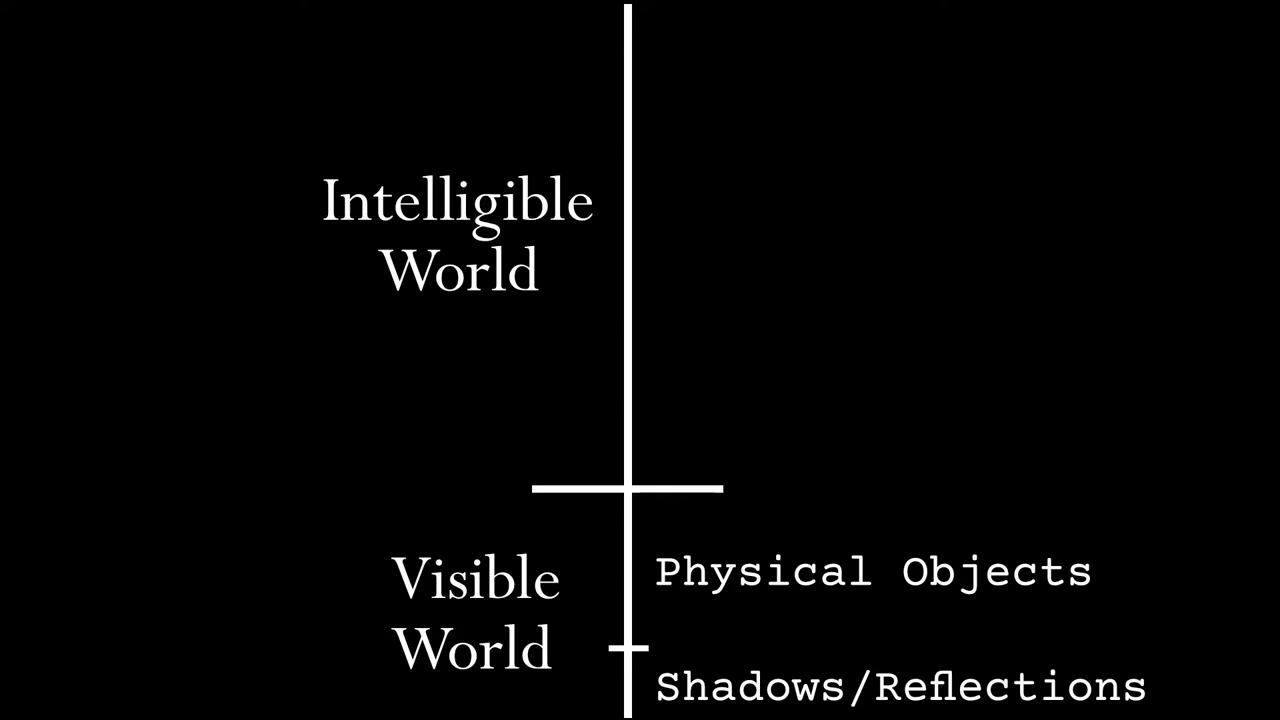 Intelligible
World
Visible
World
Physical Objects
Shadows/Reflections